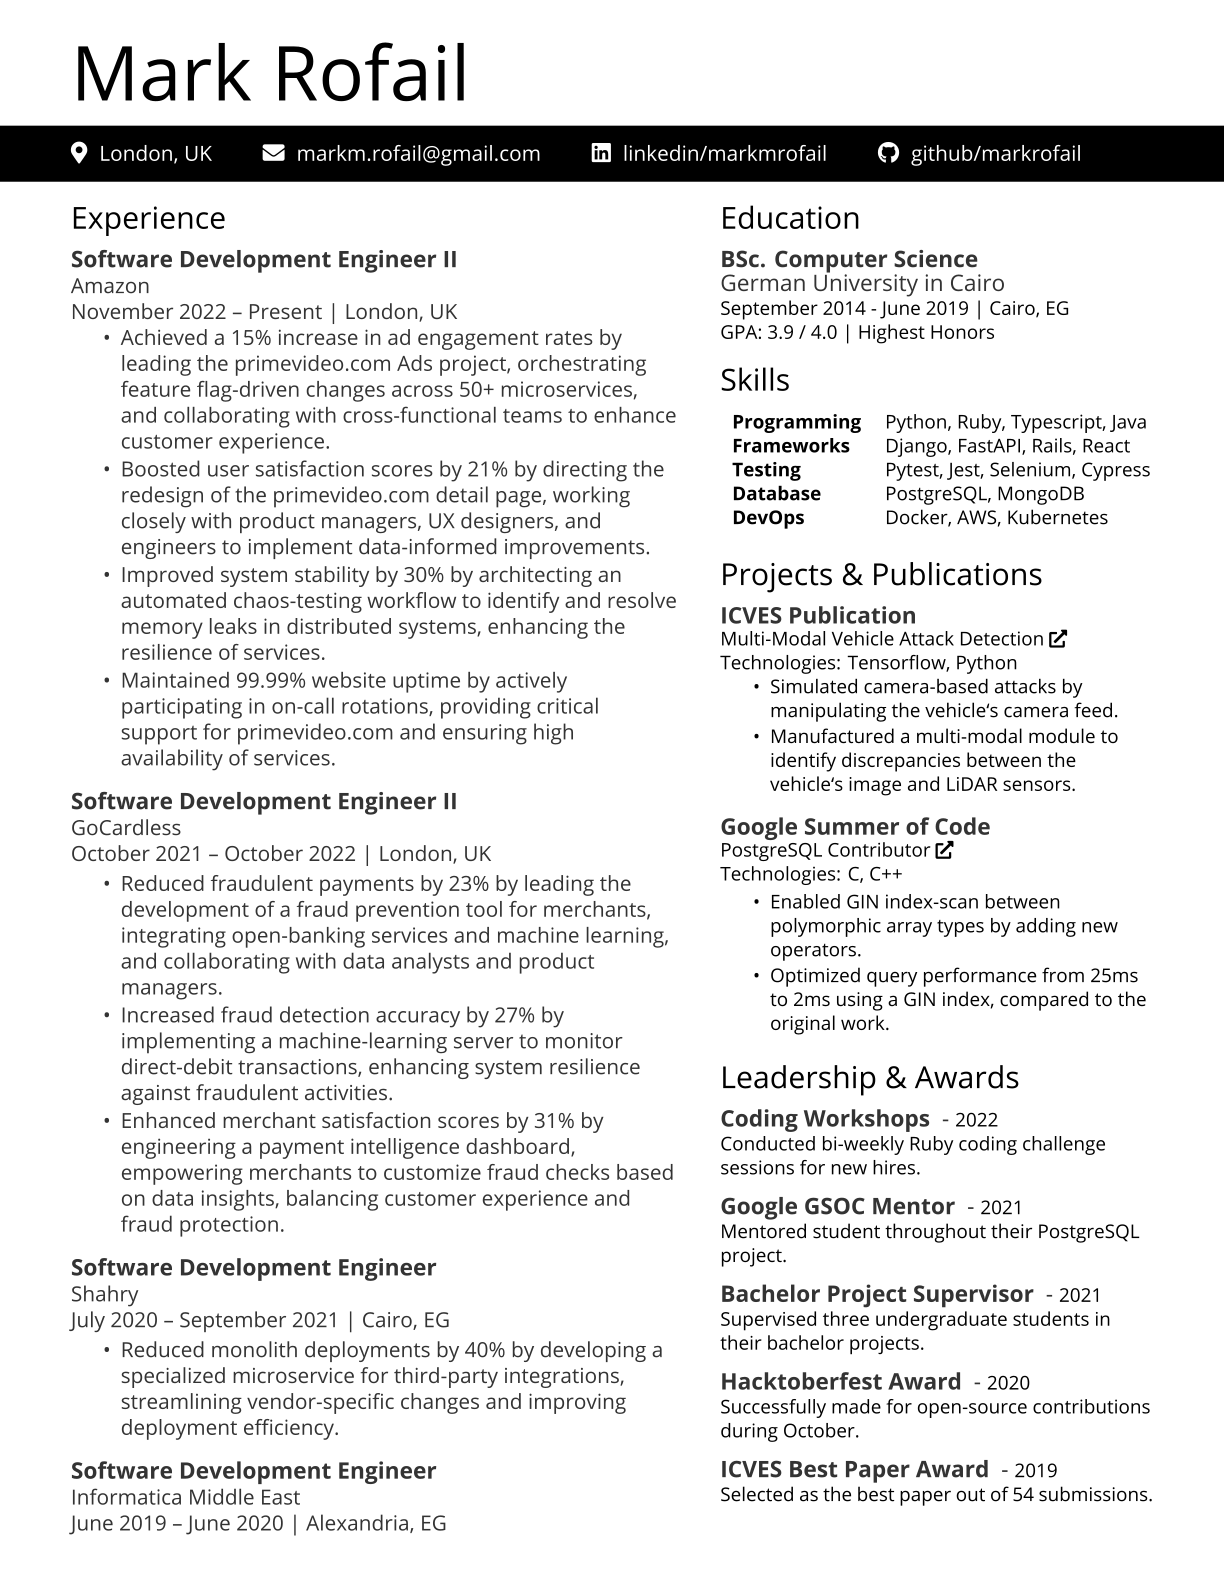 Mark Rofail
London, UK markm.rofail@gmail.com linkedin/markmrofail github/markrofail
Experience
Software Development Engineer II
Amazon
November 2022 – Present | London, UK
• Achieved a 15% increase in ad engagement rates by
leading the primevideo.com Ads project, orchestrating
feature flag-driven changes across 50+ microservices,
and collaborating with cross-functional teams to enhance
customer experience.
• Boosted user satisfaction scores by 21% by directing the
redesign of the primevideo.com detail page, working
closely with product managers, UX designers, and
engineers to implement data-informed improvements.
• Improved system stability by 30% by architecting an
automated chaos-testing workflow to identify and resolve
memory leaks in distributed systems, enhancing the
resilience of services.
• Maintained 99.99% website uptime by actively
participating in on-call rotations, providing critical
support for primevideo.com and ensuring high
availability of services.
Software Development Engineer II
GoCardless
October 2021 – October 2022 | London, UK
• Reduced fraudulent payments by 23% by leading the
development of a fraud prevention tool for merchants,
integrating open-banking services and machine learning,
and collaborating with data analysts and product
managers.
• Increased fraud detection accuracy by 27% by
implementing a machine-learning server to monitor
direct-debit transactions, enhancing system resilience
against fraudulent activities.
• Enhanced merchant satisfaction scores by 31% by
engineering a payment intelligence dashboard,
empowering merchants to customize fraud checks based
on data insights, balancing customer experience and
fraud protection.
Software Development Engineer
Shahry
July 2020 – September 2021 | Cairo, EG
• Reduced monolith deployments by 40% by developing a
specialized microservice for third-party integrations,
streamlining vendor-specific changes and improving
deployment efficiency.
Software Development Engineer
Informatica Middle East
June 2019 – June 2020 | Alexandria, EG
Education
BSc. Computer Science
German University in Cairo
September 2014 - June 2019 | Cairo, EG
GPA: 3.9 / 4.0 | Highest Honors
Skills
Programming Python, Ruby, Typescript, Java
Frameworks Django, FastAPI, Rails, React
Testing Pytest, Jest, Selenium, Cypress
Database PostgreSQL, MongoDB
DevOps Docker, AWS, Kubernetes
Projects & Publications
ICVES Publication
Multi-Modal Vehicle Attack Detection
Technologies: Tensorflow, Python
• Simulated camera-based attacks by
manipulating the vehicle‘s camera feed.
• Manufactured a multi-modal module to
identify discrepancies between the
vehicle‘s image and LiDAR sensors.
Google Summer of Code
PostgreSQL Contributor
Technologies: C, C++
• Enabled GIN index-scan between
polymorphic array types by adding new
operators.
• Optimized query performance from 25ms
to 2ms using a GIN index, compared to the
original work.
Leadership & Awards
Coding Workshops - 2022
Conducted bi-weekly Ruby coding challenge
sessions for new hires.
Google GSOC Mentor - 2021
Mentored student throughout their PostgreSQL
project.
Bachelor Project Supervisor - 2021
Supervised three undergraduate students in
their bachelor projects.
Hacktoberfest Award - 2020
Successfully made for open-source contributions
during October.
ICVES Best Paper Award - 2019
Selected as the best paper out of 54 submissions.